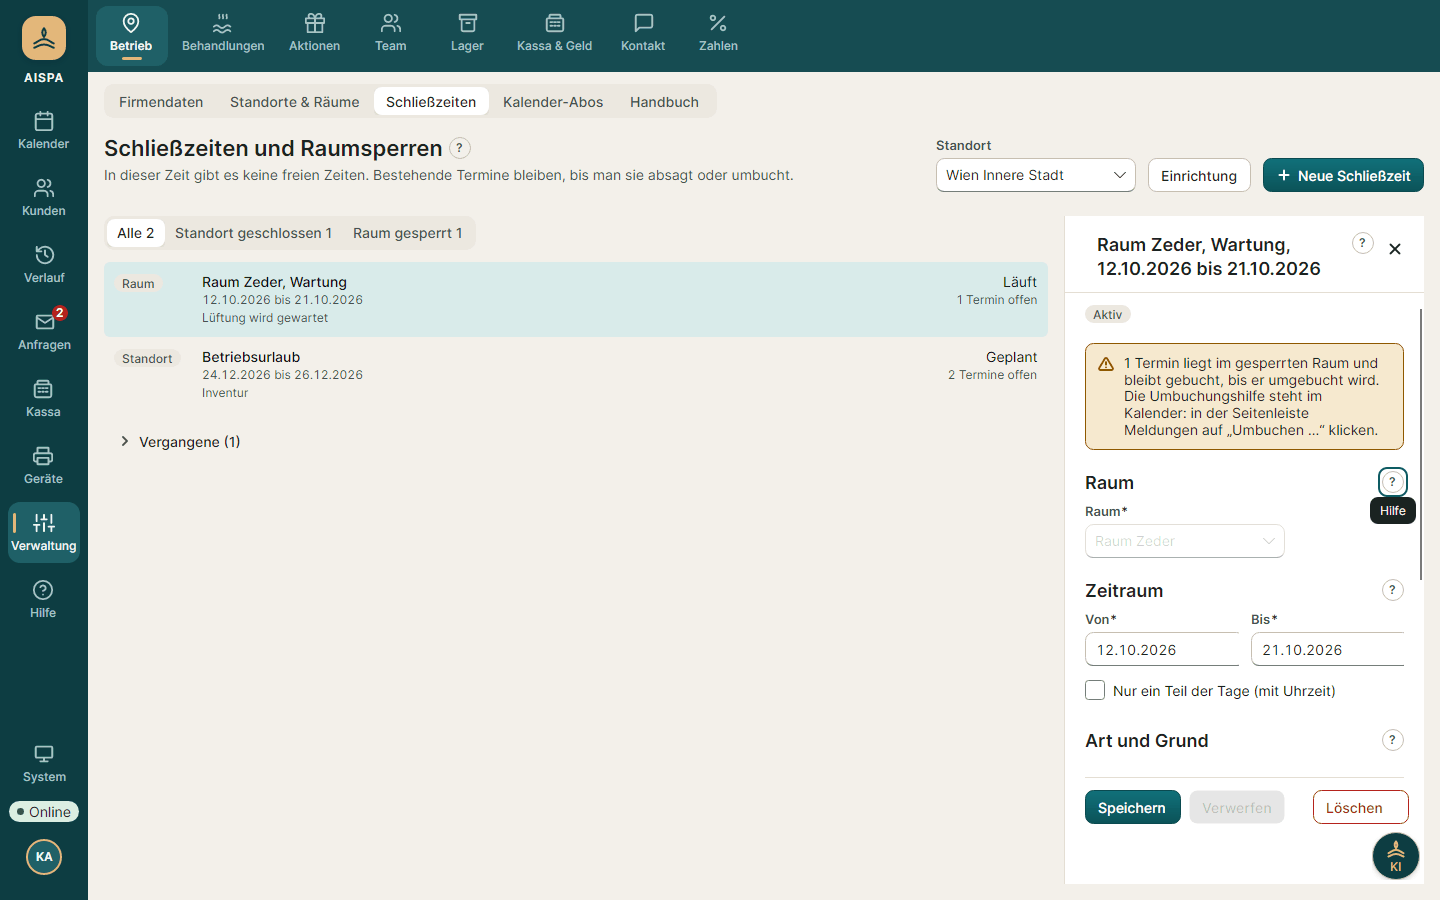 AISPA
Kalender
Kunden
Verlauf
2
Anfragen
Kassa
Geräte
Verwaltung
Hilfe
System
Online
KA
Betrieb
Behandlungen
Aktionen
Team
Lager
Kassa & Geld
Kontakt
Zahlen
Firmendaten
Standorte & Räume
Schließzeiten
Kalender-Abos
Handbuch
Schließzeiten und Raumsperren ?
In dieser Zeit gibt es keine freien Zeiten. Bestehende Termine bleiben, bis man sie absagt oder umbucht.
Standort
Wien Innere Stadt
Einrichtung
+ Neue Schließzeit
Alle 2
Standort geschlossen 1
Raum gesperrt 1
Raum
Raum Zeder, Wartung
12.10.2026 bis 21.10.2026
Lüftung wird gewartet
Läuft
1 Termin offen
Standort
Betriebsurlaub
24.12.2026 bis 26.12.2026
Inventur
Geplant
2 Termine offen
Vergangene (1)
Raum Zeder, Wartung,
12.10.2026 bis 21.10.2026
?
Aktiv
1 Termin liegt im gesperrten Raum und
bleibt gebucht, bis er umgebucht wird.
Die Umbuchungshilfe steht im
Kalender: in der Seitenleiste
Meldungen auf „Umbuchen ...“ klicken.
Raum
?
Hilfe
Raum*
Raum Zeder
Zeitraum
?
Von*
12.10.2026
Bis*
21.10.2026
Nur ein Teil der Tage (mit Uhrzeit)
Art und Grund
?
Speichern
Verwerfen
Löschen
KI